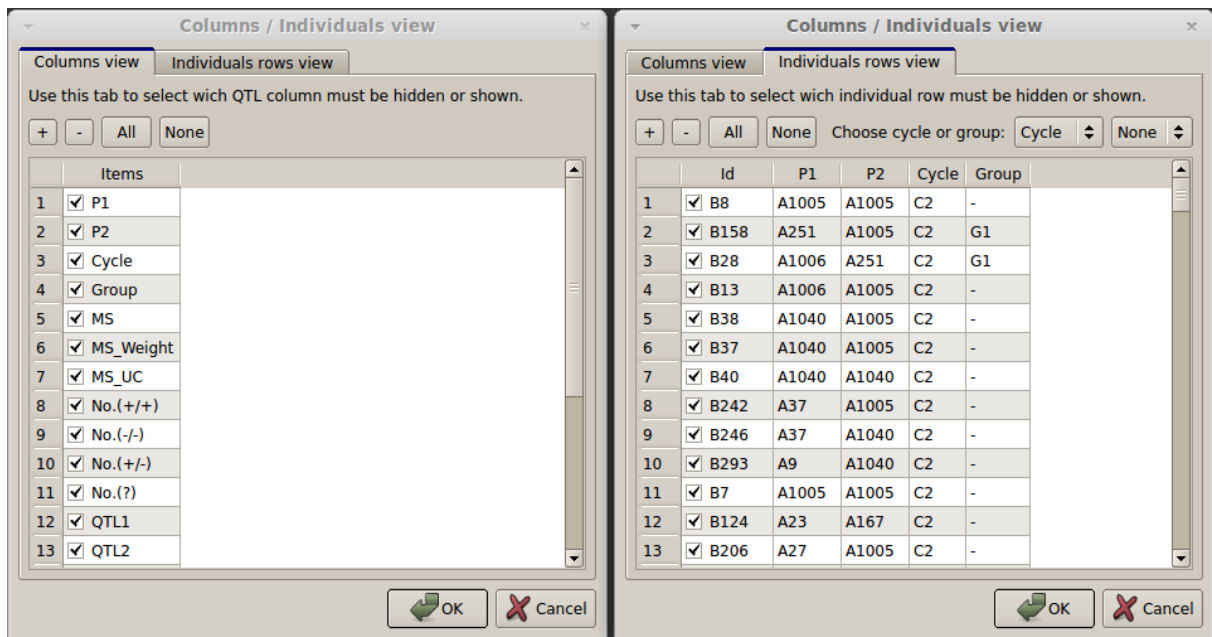 Columns / Individuals view
Columns view Individuals rows view
Use this tab to select wich QTL column must be hidden or shown.
+ - All None
Items
1 P1
2 P2
3 Cycle
4 Group
5 MS
6 MS_Weight
7 MS_UC
8 No.(+/+)
9 No.(-/-)
10 No.(+/-)
11 No.(?)
12 QTL1
13 QTL2
OK Cancel
Columns / Individuals view
Columns view Individuals rows view
Use this tab to select wich individual row must be hidden or shown.
+ - All None Choose cycle or group: Cycle None
Id P1 P2 Cycle Group
1 B8 A1005 A1005 C2 -
2 B158 A251 A1005 C2 G1
3 B28 A1006 A251 C2 G1
4 B13 A1006 A1005 C2 -
5 B38 A1040 A1005 C2 -
6 B37 A1040 A1005 C2 -
7 B40 A1040 A1040 C2 -
8 B242 A37 A1005 C2 -
9 B246 A37 A1040 C2 -
10 B293 A9 A1040 C2 -
11 B7 A1005 A1005 C2 -
12 B124 A23 A167 C2 -
13 B206 A27 A1005 C2 -
OK Cancel